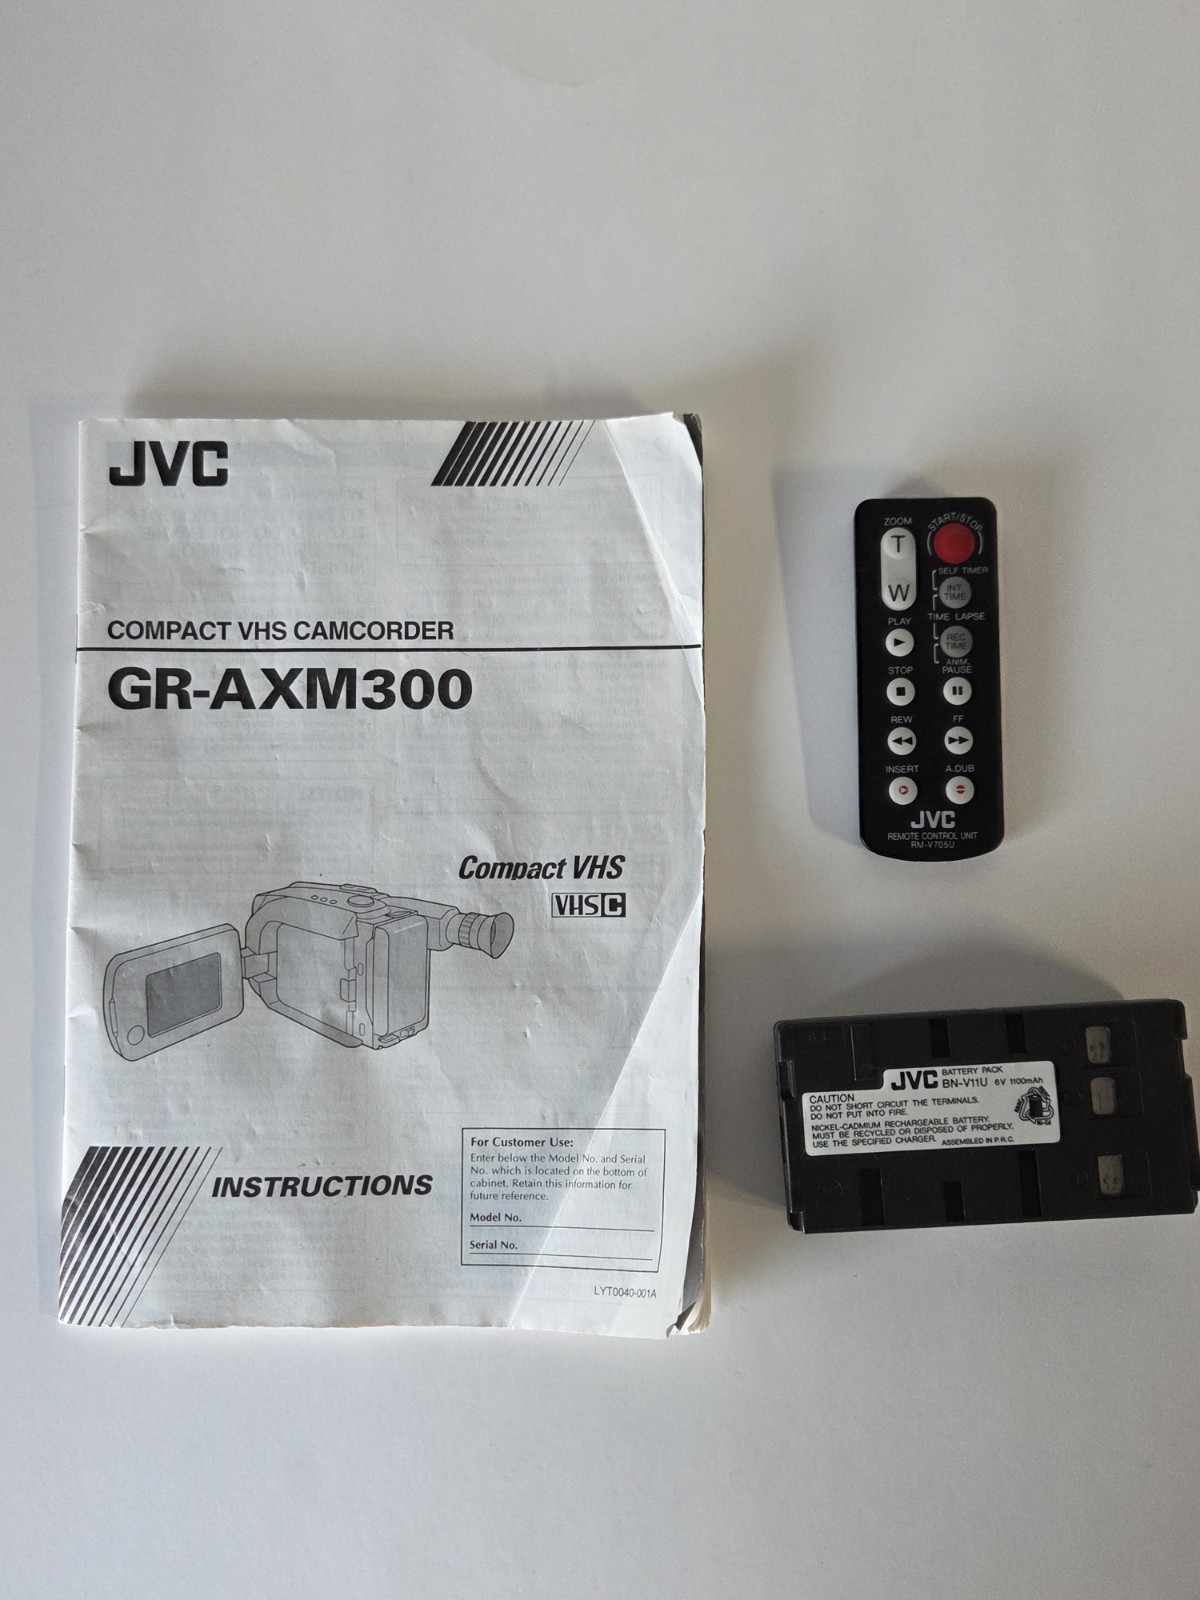 JVC
COMPACT VHS CAMCORDER
GR-AXM300
Compact VHS
VHS C
INSTRUCTIONS
For Customer Use:
Enter below the Model No. and Serial
No. which is located on the bottom of
cabinet. Retain this information for
future reference.
Model No.
Serial No.
LYT0040-001A
ZOOM
START/STOP
T
SELF TIMER
W
INT.
TIME
PLAY
TIME LAPSE
REC
TIME
ANIM.
STOP
PAUSE
REW
FF
INSERT
A.DUB
JVC
REMOTE CONTROL UNIT
RM-V705U
JVC BATTERY PACK
BN-V11U 6V 1100mAh
CAUTION
DO NOT SHORT CIRCUIT THE TERMINALS.
DO NOT PUT INTO FIRE.
NICKEL-CADMIUM RECHARGEABLE BATTERY.
MUST BE RECYCLED OR DISPOSED OF PROPERLY.
USE THE SPECIFIED CHARGER. ASSEMBLED IN P.R.C.
Ni-Cd